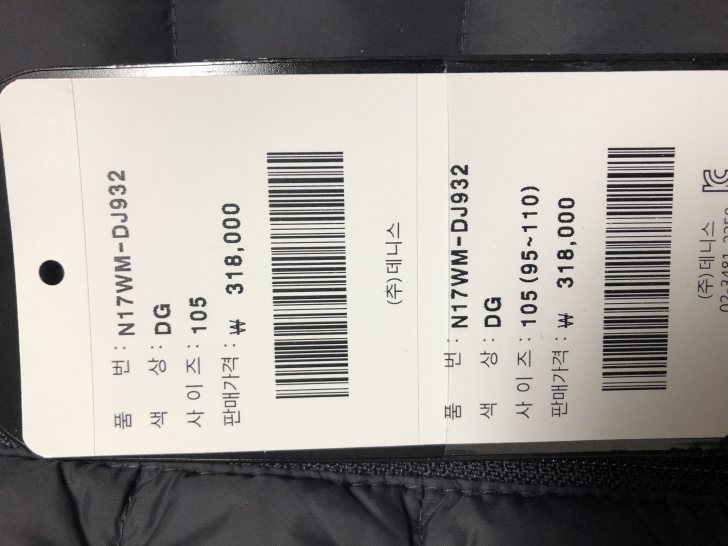 품 번 : N17WM-DJ932
색 상 : DG
사 이 즈 : 105
판매가격 : ₩ 318,000
(주)데니스
품 번 : N17WM-DJ932
색 상 : DG
사 이 즈 : 105 (95~110)
판매가격 : ₩ 318,000
(주)데니스